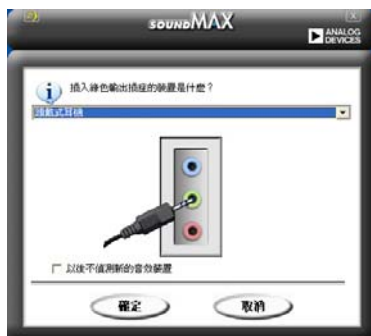 soundMAX
ANALOG
DEVICES
插入綠色輸出插座的裝置是什麼？
頭戴式耳機
以後不偵測新的音效裝置
確定
取消